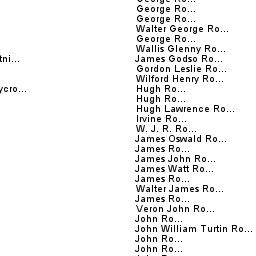 George Ro...
George Ro...
George Ro...
Walter George Ro...
George Ro...
Wallis Glenny Ro...
tni... James Godso Ro...
Gordon Leslie Ro...
Wilford Henry Ro...
ycro... Hugh Ro...
Hugh Ro...
Hugh Lawrence Ro...
Irvine Ro...
W. J. R. Ro...
James Oswald Ro...
James Ro...
James John Ro...
James Watt Ro...
James Ro...
Walter James Ro...
James Ro...
Veron John Ro...
John Ro...
John William Turtin Ro...
John Ro...
John Ro...